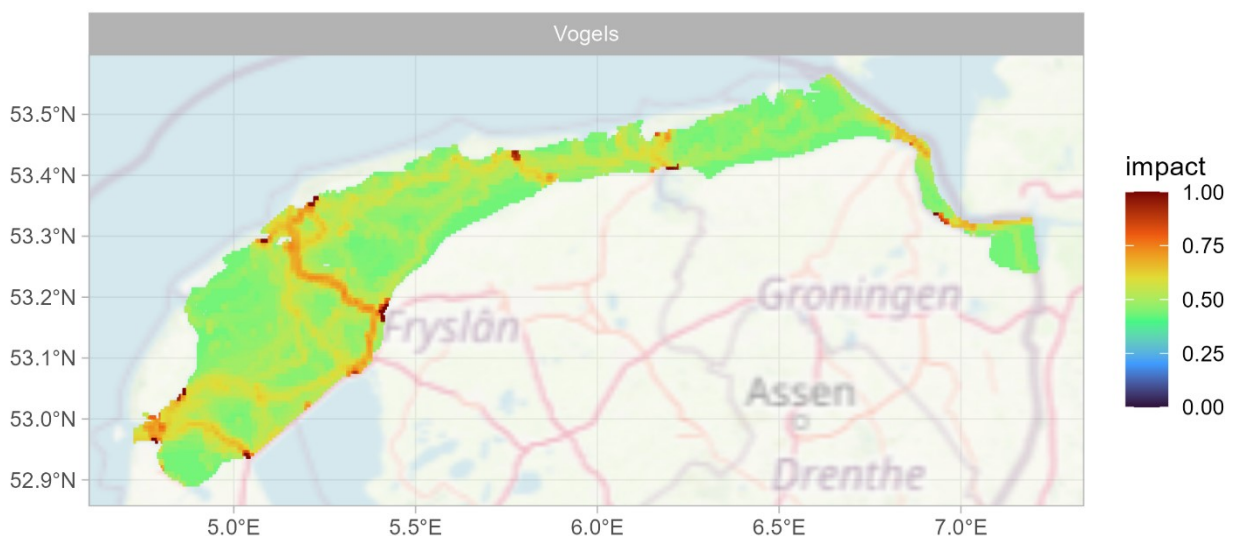 Vogels
53.5°N
53.4°N
53.3°N
53.2°N
53.1°N
53.0°N
52.9°N
Groningen
Fryslân
Assen
Drenthe
5.0°E 5.5°E 6.0°E 6.5°E 7.0°E
impact
1.00
0.75
0.50
0.25
0.00